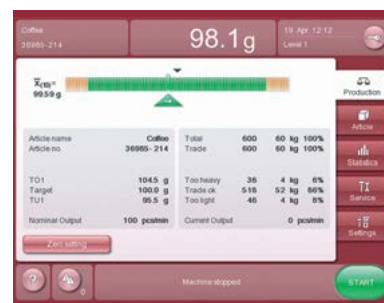 Coffee
36965-214
98.1 g
19. Apr. 12:12
Level 1
Production
Article
Statistics
Service
Settings
99.59 g
Article name Coffee
Article no. 36965-214
TO1 104.5 g
Target 100.0 g
TU1 95.5 g
Nominal Output 100 pcs/min
Total 600 60 kg 100%
Trade 600 60 kg 100%
Too heavy 36 4 kg 6%
Trade ok 518 52 kg 86%
Too light 46 4 kg 8%
Current Output 0 pcs/min
Zero setting
Machine stopped
START